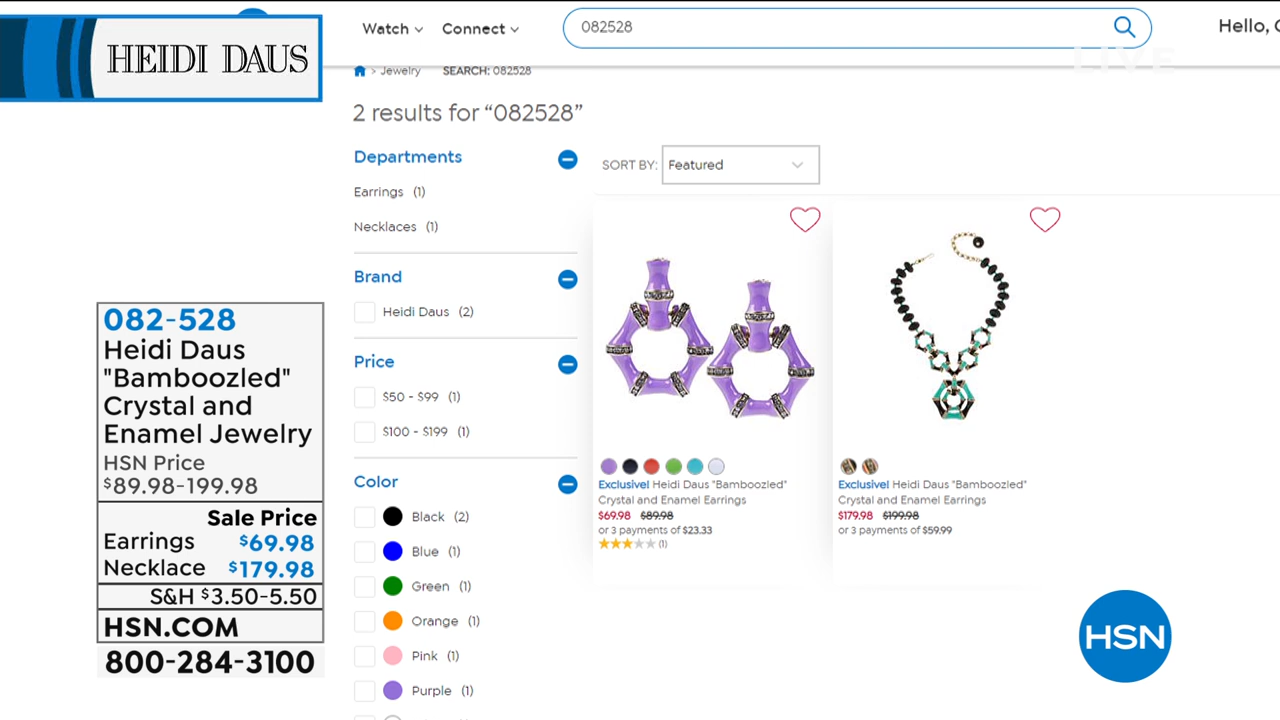 HEIDI DAUS
Watch
Connect
082528
Hello,
LIVE
> Jewelry
SEARCH: 082528
2 results for “082528”
Departments
Earrings (1)
Necklaces (1)
Brand
Heidi Daus (2)
Price
$50 - $99 (1)
$100 - $199 (1)
Color
Black (2)
Blue (1)
Green (1)
Orange (1)
Pink (1)
Purple (1)
SORT BY: Featured
Exclusive! Heidi Daus "Bamboozled"
Crystal and Enamel Earrings
$69.98 $89.98
or 3 payments of $23.33
(1)
Exclusive! Heidi Daus "Bamboozled"
Crystal and Enamel Earrings
$179.98 $199.98
or 3 payments of $59.99
082-528
Heidi Daus
"Bamboozled"
Crystal and
Enamel Jewelry
HSN Price
$89.98-199.98
Sale Price
Earrings $69.98
Necklace $179.98
S&H $3.50-5.50
HSN.COM
800-284-3100
HSN